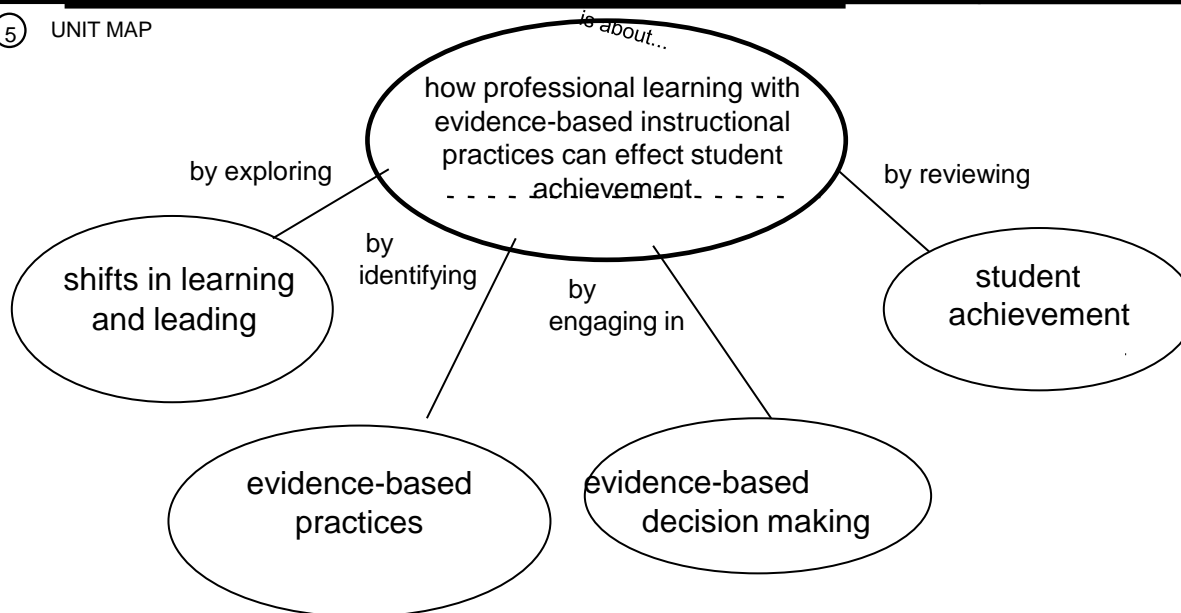 5 UNIT MAP
is about...
how professional learning with
evidence-based instructional
practices can effect student
achievement
by exploring
by reviewing
shifts in learning
and leading
by
identifying
by
engaging in
student
achievement
evidence-based
practices
evidence-based
decision making